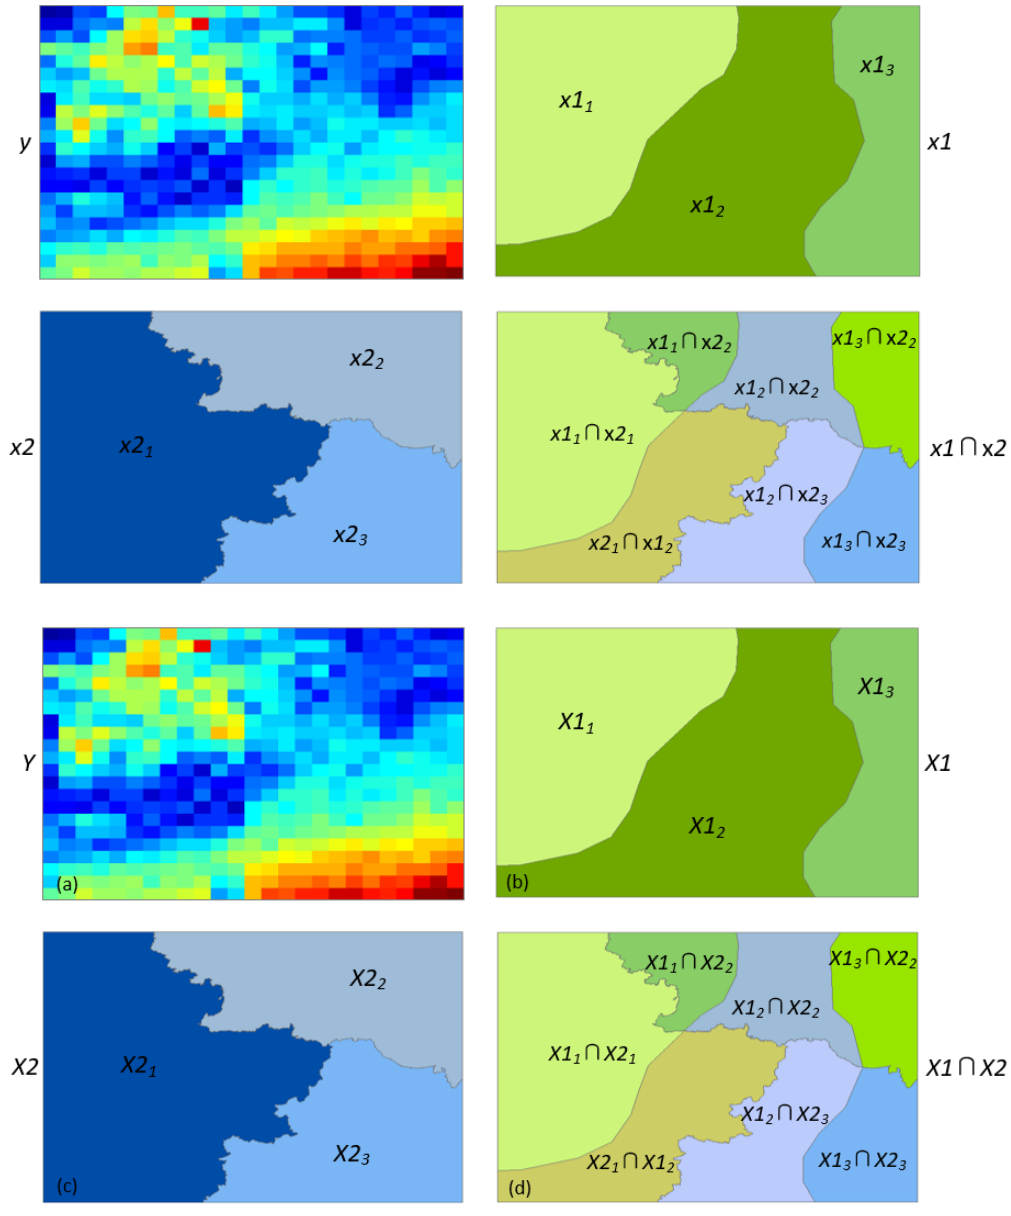 y
x1₁
x1₃
x1₂
x1
x2
x2₂
x2₁
x2₃
x1₁∩x2₂
x1₃∩x2₂
x1₂∩x2₂
x1₁∩x2₁
x1₂∩x2₃
x2₁∩x1₂
x1₃∩x2₃
x1∩x2
Y
(a)
X1₁
X1₃
X1₂
(b)
X1
X2
X2₂
X2₁
X2₃
(c)
X1₁∩X2₂
X1₃∩X2₂
X1₂∩X2₂
X1₁∩X2₁
X1₂∩X2₃
X2₁∩X1₂
X1₃∩X2₃
(d)
X1∩X2